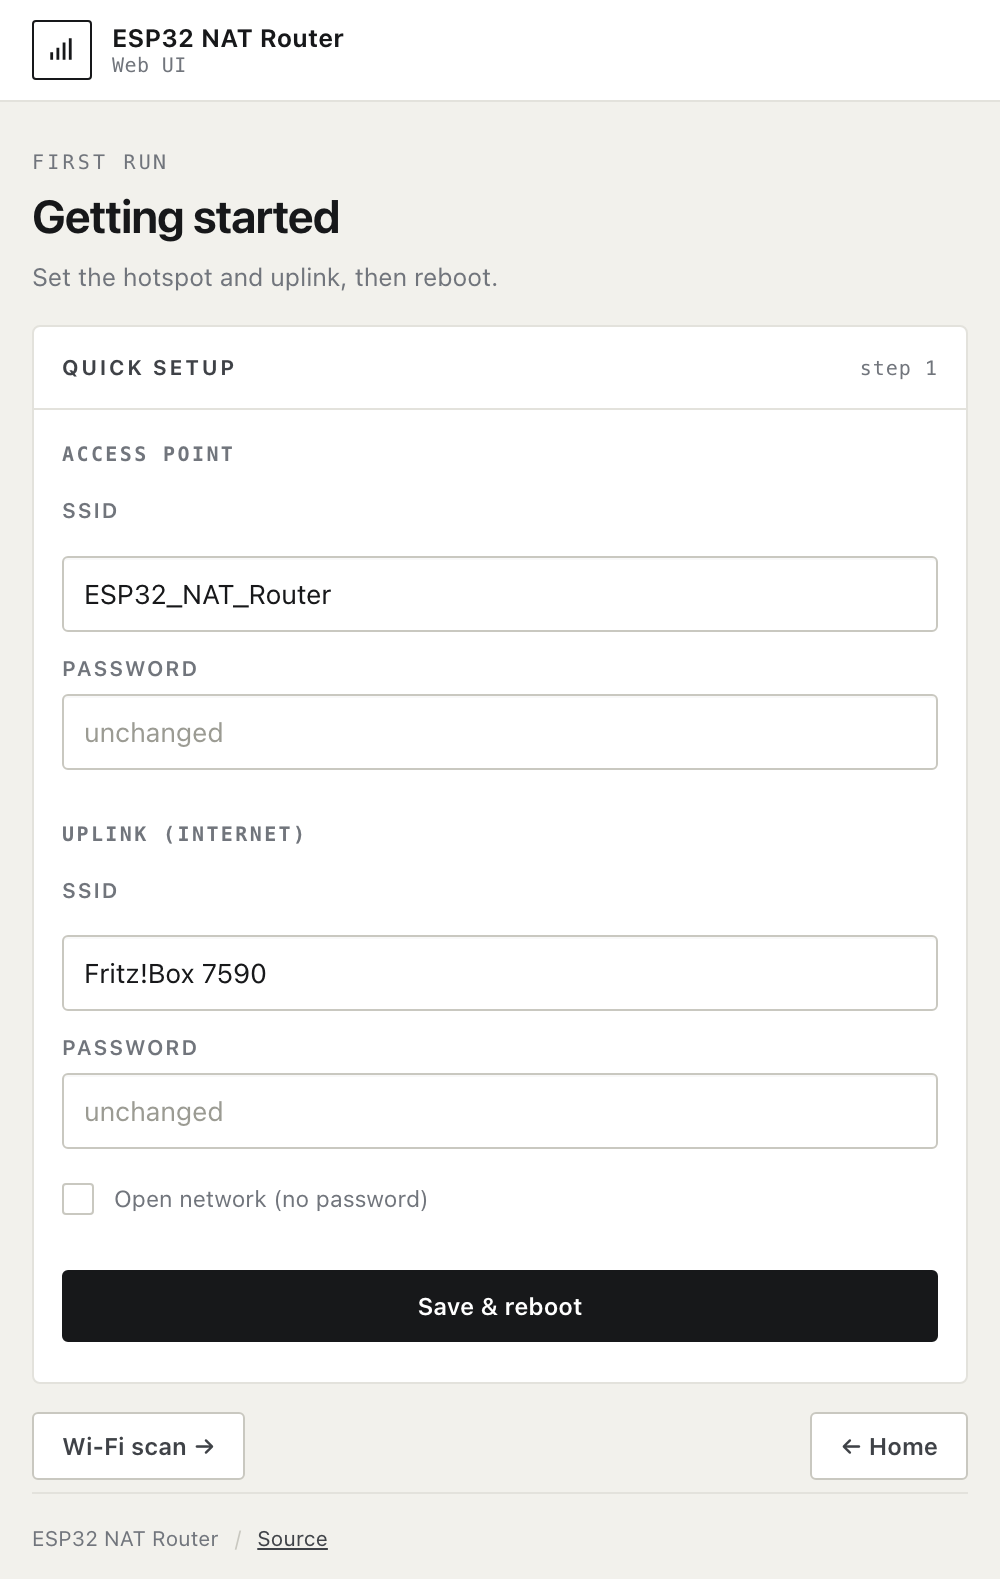 ESP32 NAT Router
Web UI
FIRST RUN
Getting started
Set the hotspot and uplink, then reboot.
QUICK SETUP step 1
ACCESS POINT
SSID
ESP32_NAT_Router
PASSWORD
unchanged
UPLINK (INTERNET)
SSID
Fritz!Box 7590
PASSWORD
unchanged
Open network (no password)
Save & reboot
Wi-Fi scan → ← Home
ESP32 NAT Router / Source